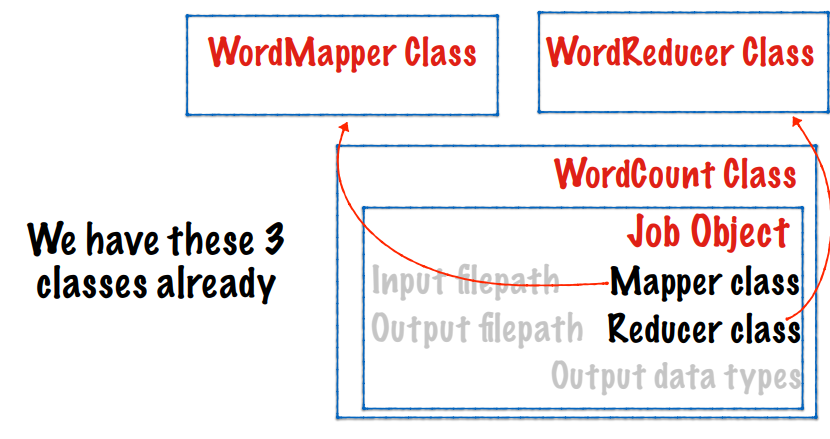 WordMapper Class
WordReducer Class
WordCount Class
We have these 3
classes already
Job Object
Input filepath
Mapper class
Output filepath
Reducer class
Output data types